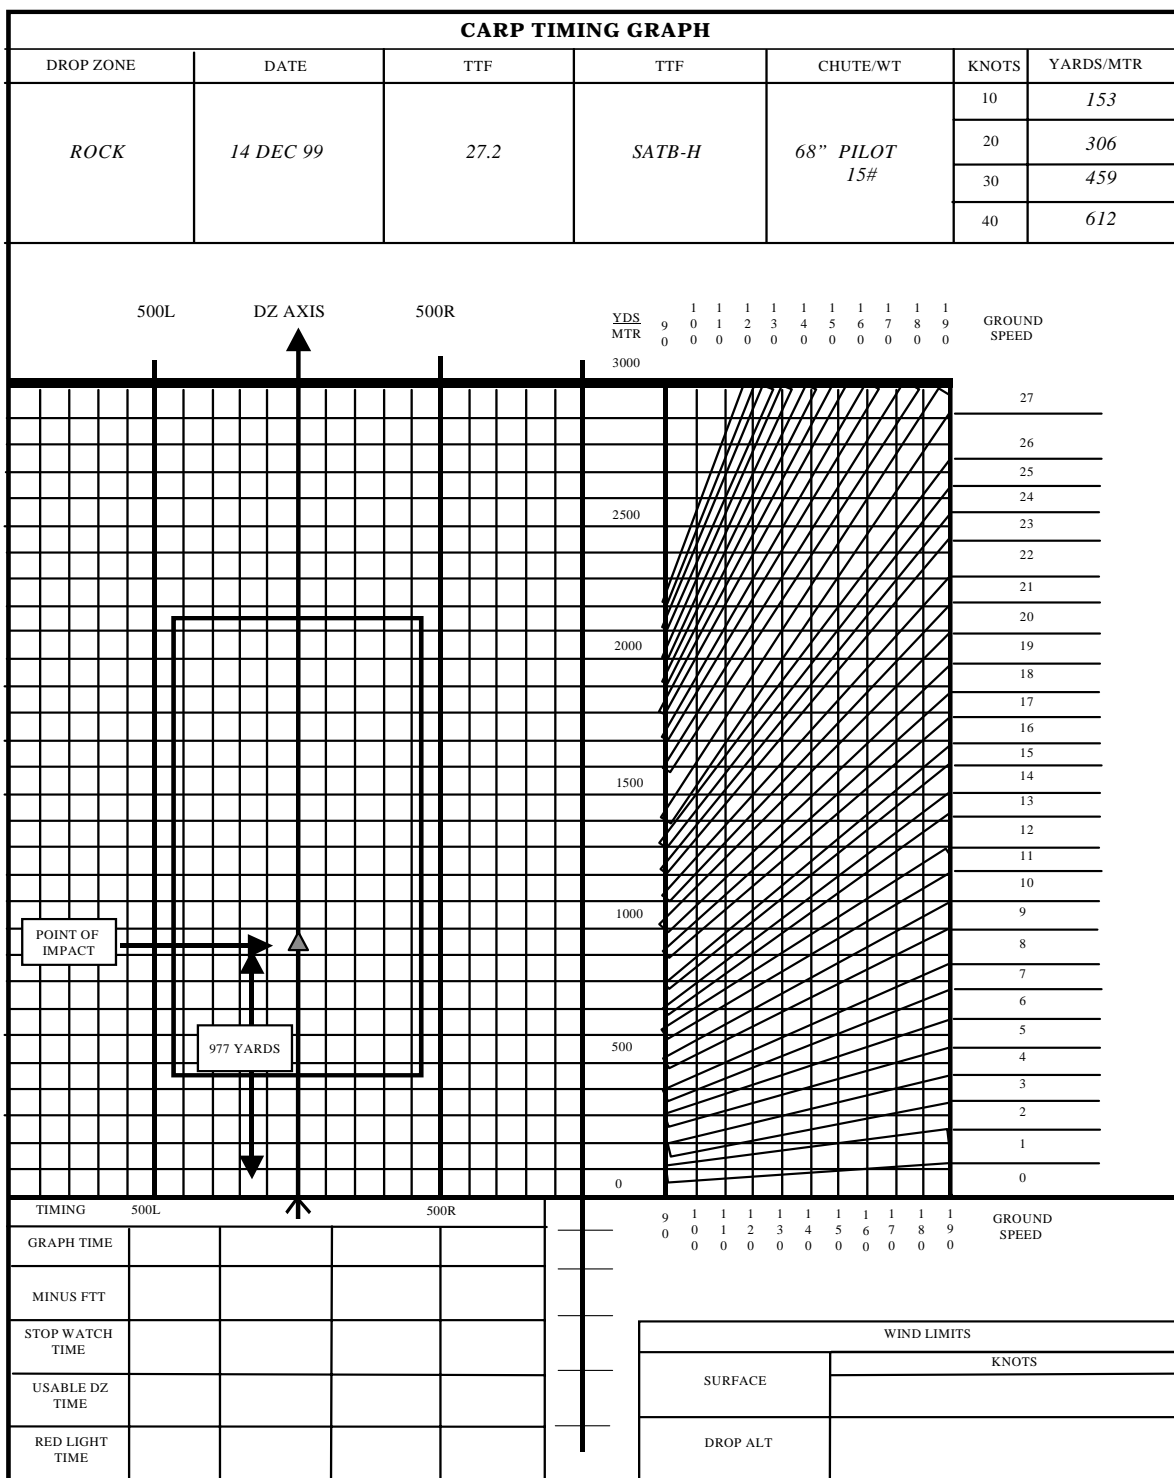 CARP TIMING GRAPH
DROP ZONE DATE TTF TTF CHUTE/WT KNOTS YARDS/MTR
10 153
ROCK 14 DEC 99 27.2 SATB-H 68” PILOT 20 306
15# 30 459
40 612
500L DZ AXIS 500R
YDS 90 100 110 120 130 140 150 160 170 180 190 GROUND
MTR SPEED
3000
27
26
25
24
2500
23
22
21
20
2000 19
18
17
16
15
1500 14
13
12
11
10
1000 9
POINT OF
IMPACT
8
7
6
5
977 YARDS 500
4
3
2
1
0 0
TIMING 500L 500R 90 100 110 120 130 140 150 160 170 180 190 GROUND
SPEED
GRAPH TIME
MINUS FTT
STOP WATCH
TIME
WIND LIMITS
KNOTS
SURFACE
USABLE DZ
TIME
RED LIGHT
TIME
DROP ALT